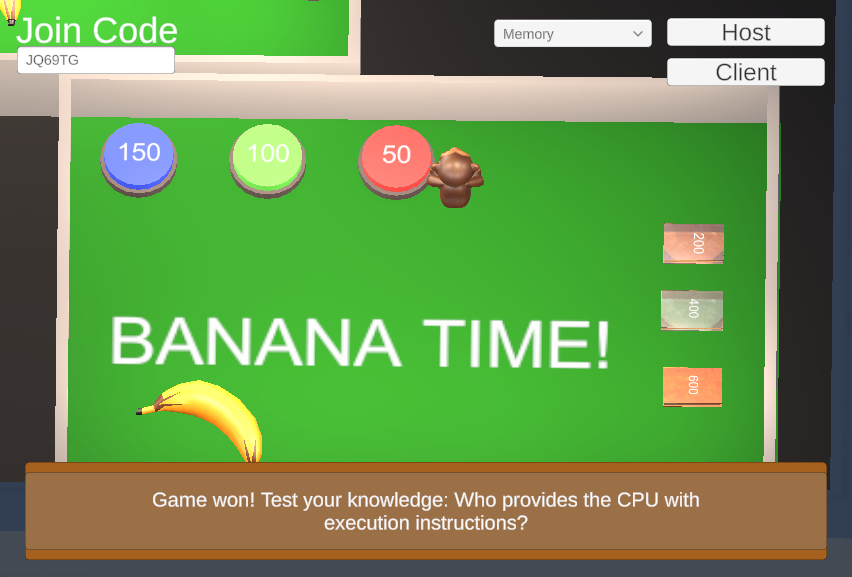 Join Code
JQ69TG
Memory
Host
Client
150
100
50
200
400
600
BANANA TIME!
Game won! Test your knowledge: Who provides the CPU with
execution instructions?